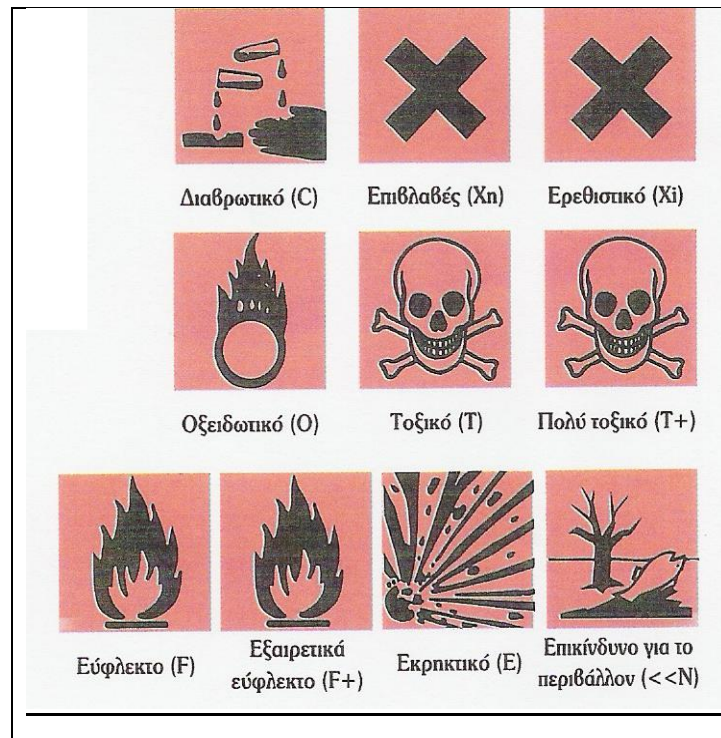 Διαβρωτικό (C)
Επιβλαβές (Xn)
Ερεθιστικό (Xi)
Οξειδωτικό (O)
Τοξικό (T)
Πολύ τοξικό (T+)
Εύφλεκτο (F)
Εξαιρετικά
εύφλεκτο (F+)
Εκρηκτικό (E)
Επικίνδυνο για το
περιβάλλον (<<N)